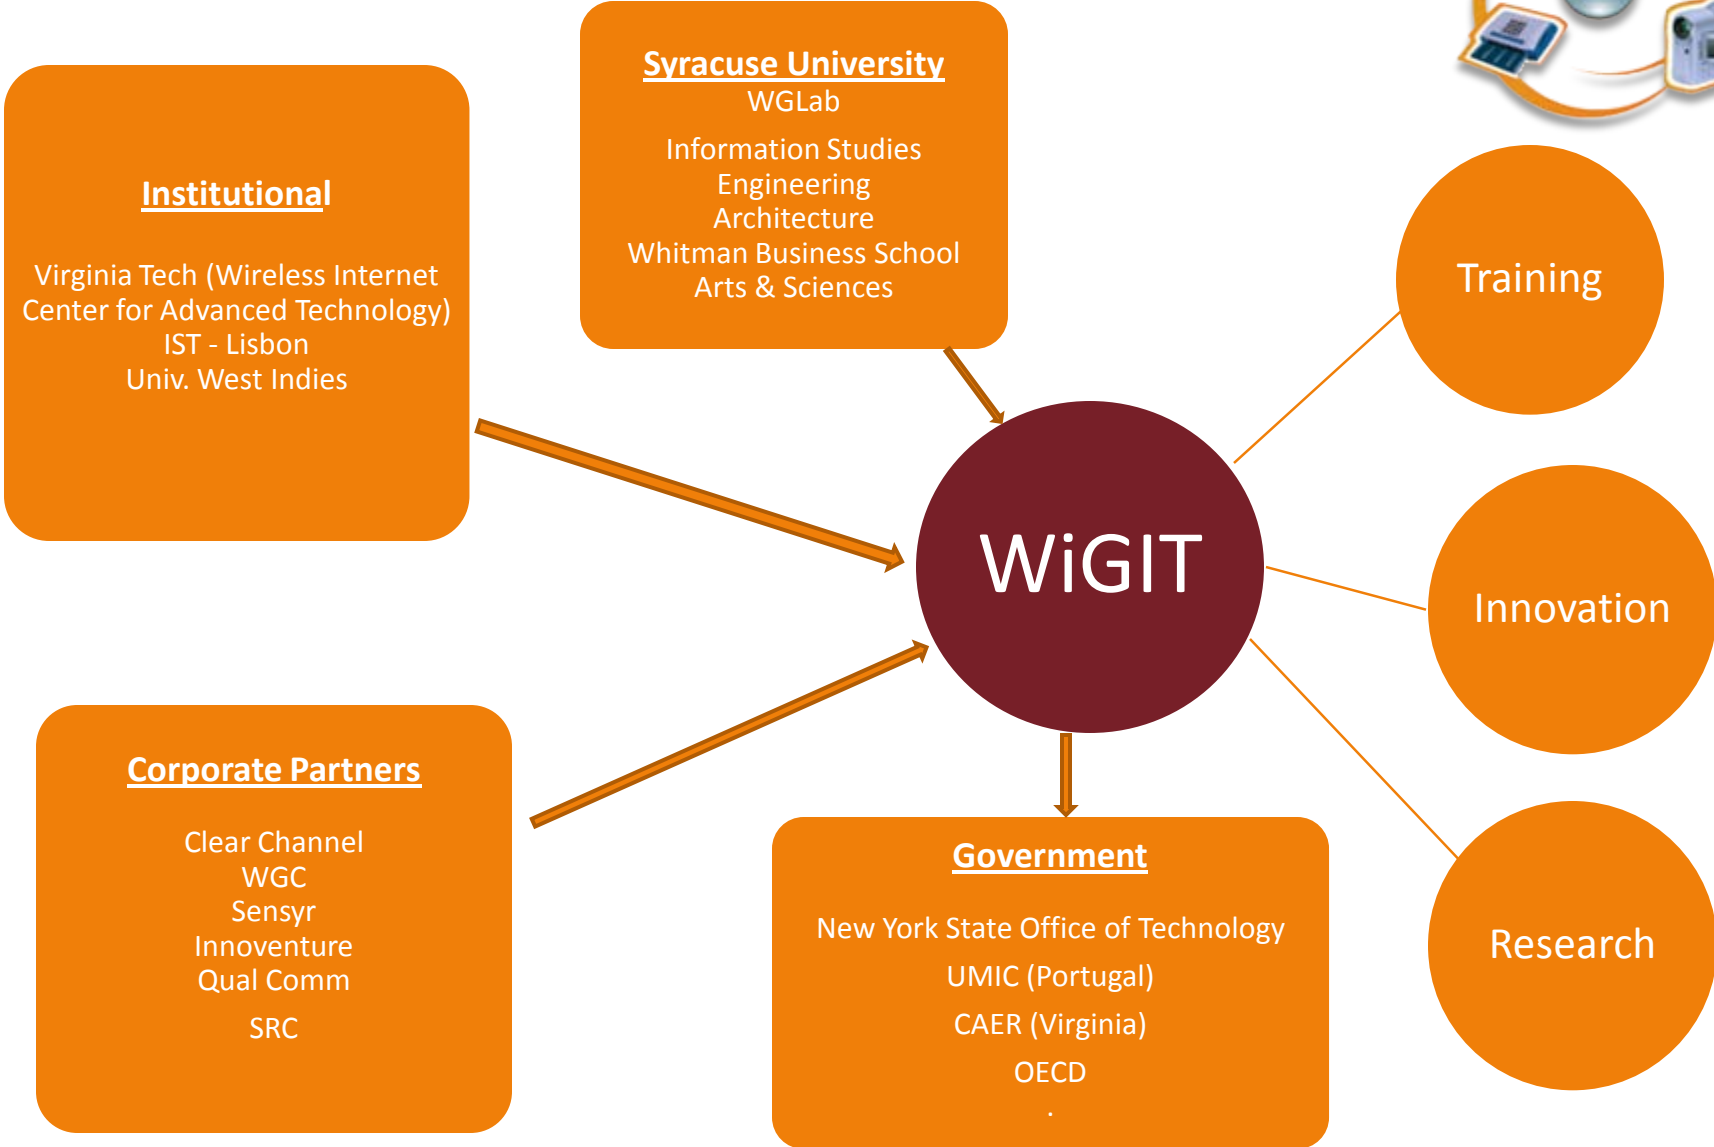 Syracuse University
WGLab
Information Studies
Engineering
Architecture
Whitman Business School
Arts & Sciences
Institutional
Virginia Tech (Wireless Internet
Center for Advanced Technology)
IST - Lisbon
Univ. West Indies
Training
WiGIT
Innovation
Corporate Partners
Clear Channel
WGC
Sensyr
Innoventure
Qual Comm
SRC
Government
New York State Office of Technology
UMIC (Portugal)
CAER (Virginia)
OECD
.
Research